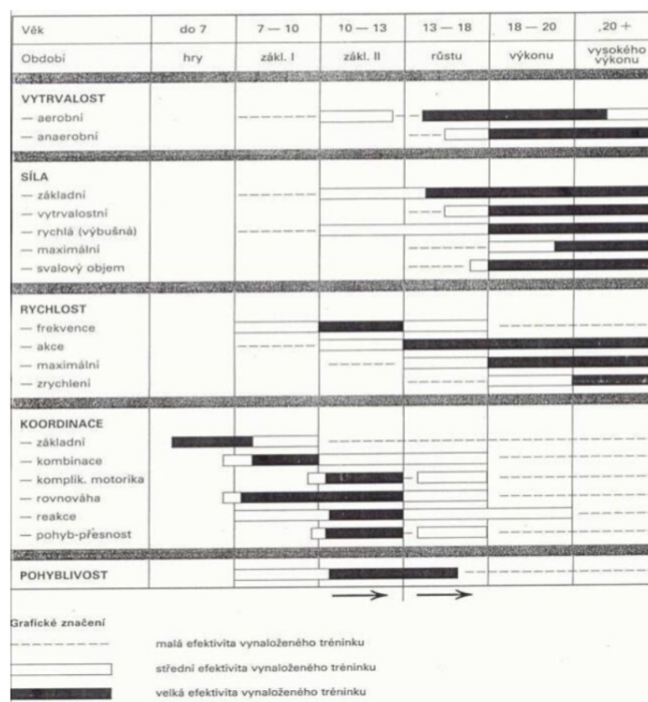 Věk do 7 7 — 10 10 — 13 13 — 18 18 — 20 ,20 +
Období hry zákl. I zákl. II růstu výkonu vysokého výkonu
VYTRVALOST
— aerobní
— anaerobní
SÍLA
— základní
— vytrvalostní
— rychlá (výbušná)
— maximální
— svalový objem
RYCHLOST
— frekvence
— akce
— maximální
— zrychlení
KOORDINACE
— základní
— kombinace
— komplik. motorika
— rovnováha
— reakce
— pohyb-přesnost
POHYBLIVOST
Grafické značení
malá efektivita vynaloženého tréninku
střední efektivita vynaloženého tréninku
velká efektivita vynaloženého tréninku